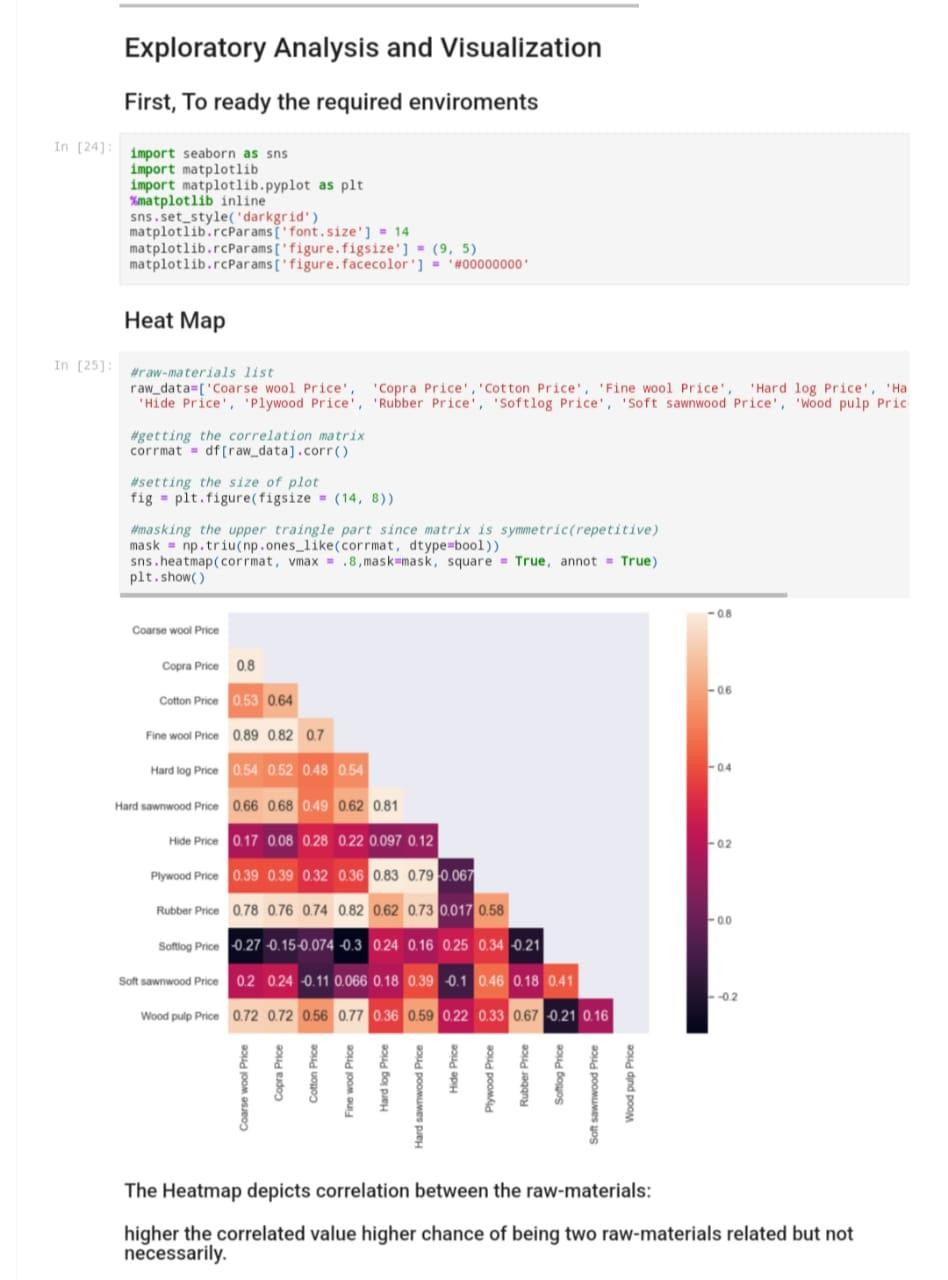 Exploratory Analysis and Visualization
First, To ready the required enviroments
In [24]:
import seaborn as sns
import matplotlib
import matplotlib.pyplot as plt
%matplotlib inline
sns.set_style('darkgrid')
matplotlib.rcParams['font.size'] = 14
matplotlib.rcParams['figure.figsize'] = (9, 5)
matplotlib.rcParams['figure.facecolor'] = '#00000000'
Heat Map
In [25]:
#raw-materials list
raw_data=['Coarse wool Price',  'Copra Price','Cotton Price', 'Fine wool Price',  'Hard log Price', 'Ha
'Hide Price', 'Plywood Price', 'Rubber Price', 'Softlog Price', 'Soft sawnwood Price', 'Wood pulp Pric
#getting the correlation matrix
corrmat = df[raw_data].corr()
#setting the size of plot
fig = plt.figure(figsize = (14, 8))
#masking the upper traingle part since matrix is symmetric(repetitive)
mask = np.triu(np.ones_like(corrmat, dtype=bool))
sns.heatmap(corrmat, vmax = .8,mask=mask, square = True, annot = True)
plt.show()
Coarse wool Price
Copra Price 0.8
Cotton Price 0.53 0.64
Fine wool Price 0.89 0.82 0.7
Hard log Price 0.54 0.52 0.48 0.54
Hard sawnwood Price 0.66 0.68 0.49 0.62 0.81
Hide Price 0.17 0.08 0.28 0.22 0.097 0.12
Plywood Price 0.39 0.39 0.32 0.36 0.83 0.79 -0.067
Rubber Price 0.78 0.76 0.74 0.82 0.62 0.73 0.017 0.58
Softlog Price -0.27 -0.15 -0.074 -0.3 0.24 0.16 0.25 0.34 -0.21
Soft sawnwood Price 0.2 0.24 -0.11 0.066 0.18 0.39 -0.1 0.46 0.18 0.41
Wood pulp Price 0.72 0.72 0.56 0.77 0.36 0.59 0.22 0.33 0.67 -0.21 0.16
Coarse wool Price
Copra Price
Cotton Price
Fine wool Price
Hard log Price
Hard sawnwood Price
Hide Price
Plywood Price
Rubber Price
Softlog Price
Soft sawnwood Price
Wood pulp Price
0.8
0.6
0.4
0.2
0.0
-0.2
The Heatmap depicts correlation between the raw-materials:
higher the correlated value higher chance of being two raw-materials related but not
necessarily.